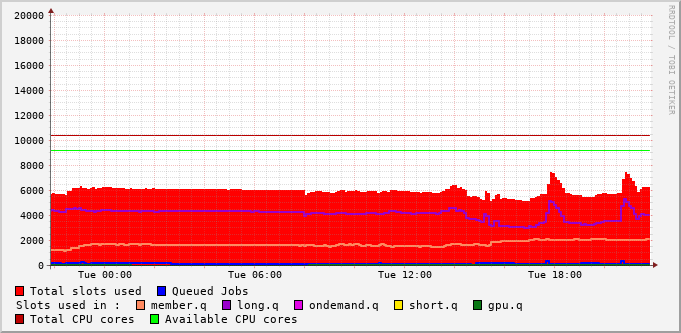 20000
18000
16000
14000
12000
10000
8000
6000
4000
2000
0
Tue 00:00 Tue 06:00 Tue 12:00 Tue 18:00
Total slots used Queued Jobs
Slots used in : member.q long.q ondemand.q short.q gpu.q
Total CPU cores Available CPU cores
RRDTOOL / TOBI OETIKER